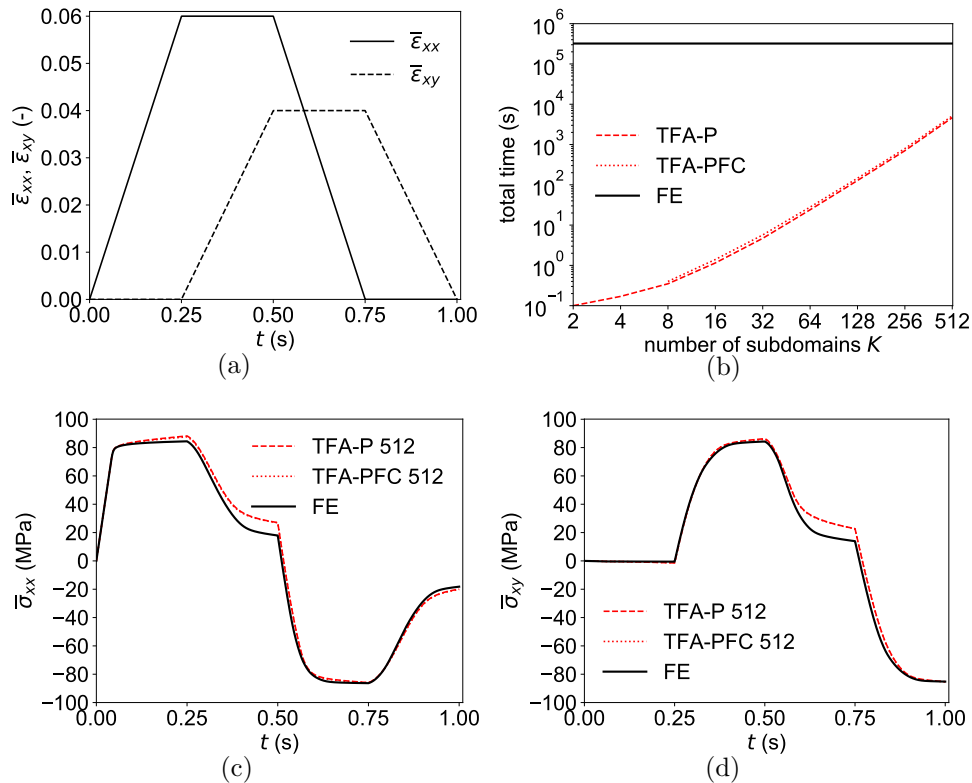 0.06
0.05
0.04
0.03
0.02
0.01
0.00
ε̅xx, ε̅xy (-)
ε̅xx
ε̅xy
0.00 0.25 0.50 0.75 1.00
t (s)
(a)
10^6
10^5
10^4
10^3
10^2
10^1
10^0
10^−1
total time (s)
TFA-P
TFA-PFC
FE
2 4 8 16 32 64 128 256 512
number of subdomains K
(b)
100
80
60
40
20
0
−20
−40
−60
−80
−100
σ̅xx (MPa)
TFA-P 512
TFA-PFC 512
FE
0.00 0.25 0.50 0.75 1.00
t (s)
(c)
100
80
60
40
20
0
−20
−40
−60
−80
−100
σ̅xy (MPa)
TFA-P 512
TFA-PFC 512
FE
0.00 0.25 0.50 0.75 1.00
t (s)
(d)